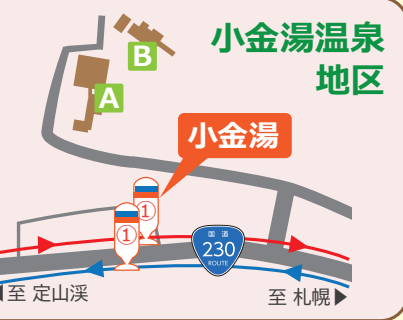 小金湯温泉
地区
B
A
小金湯
①
①
国道
230
ROUTE
◀至 定山渓
至 札幌▶